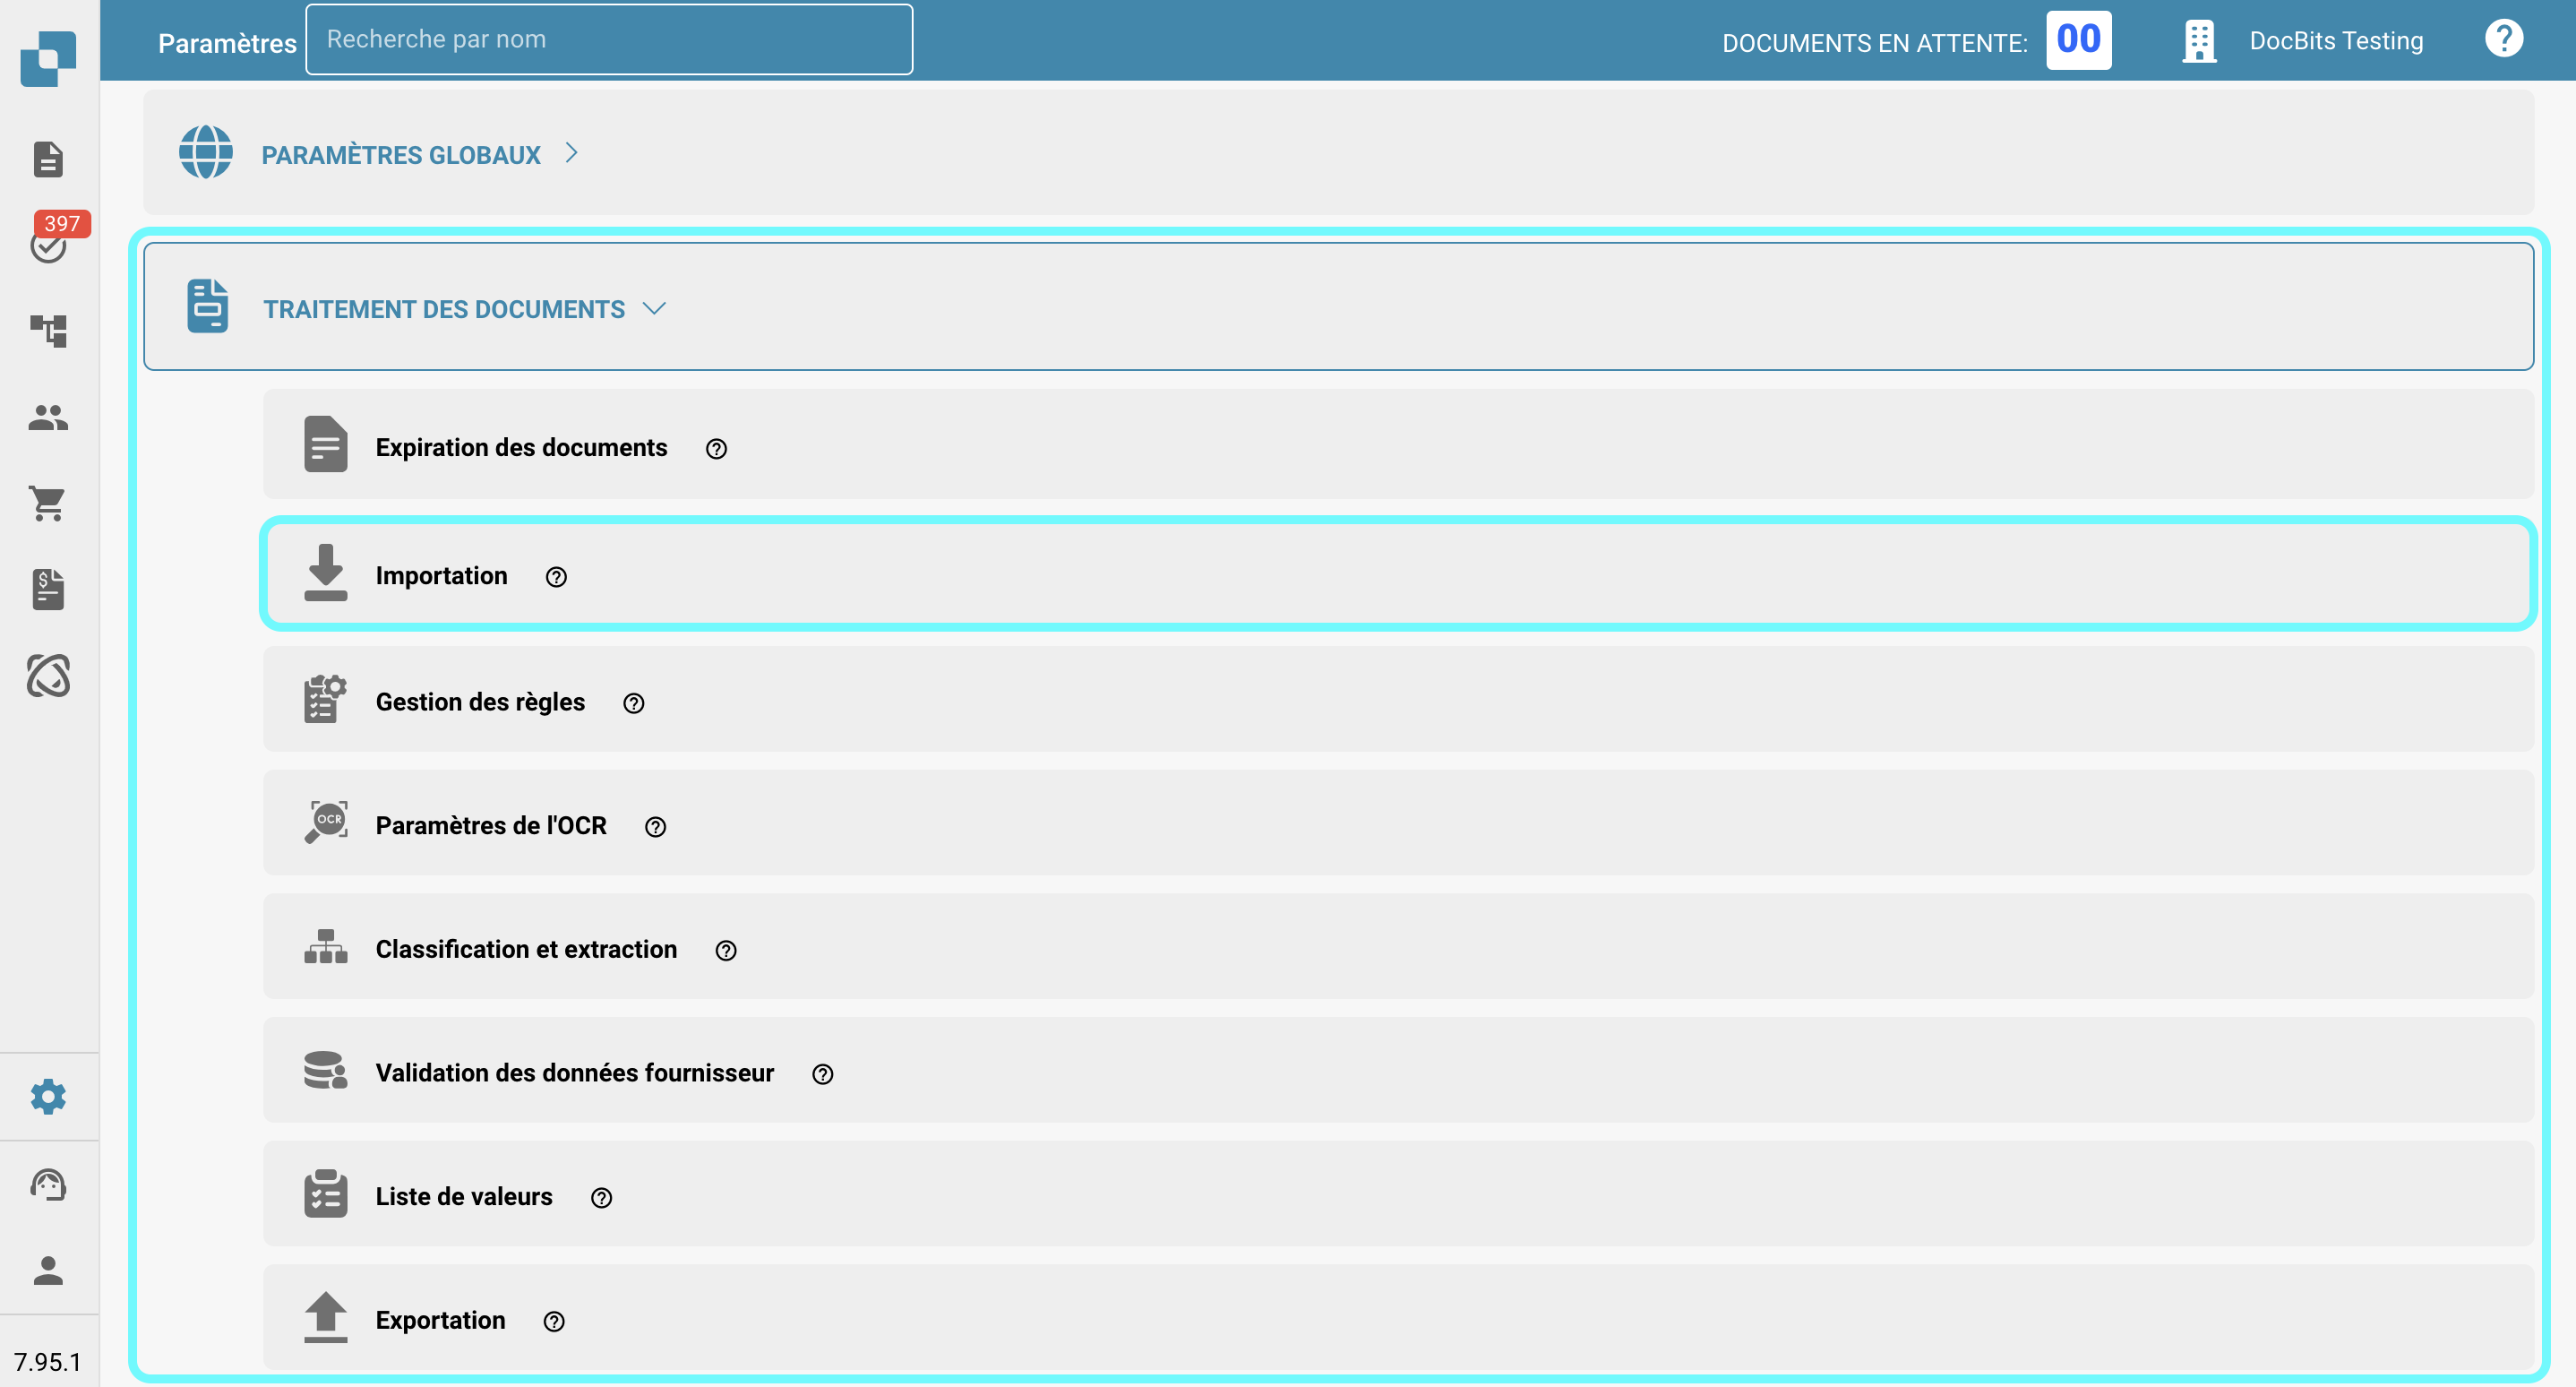 Paramètres
Recherche par nom
DOCUMENTS EN ATTENTE: 00
DocBits Testing
PARAMÈTRES GLOBAUX
397
TRAITEMENT DES DOCUMENTS
Expiration des documents
Importation
Gestion des règles
OCR
Paramètres de l'OCR
Classification et extraction
Validation des données fournisseur
Liste de valeurs
Exportation
7.95.1